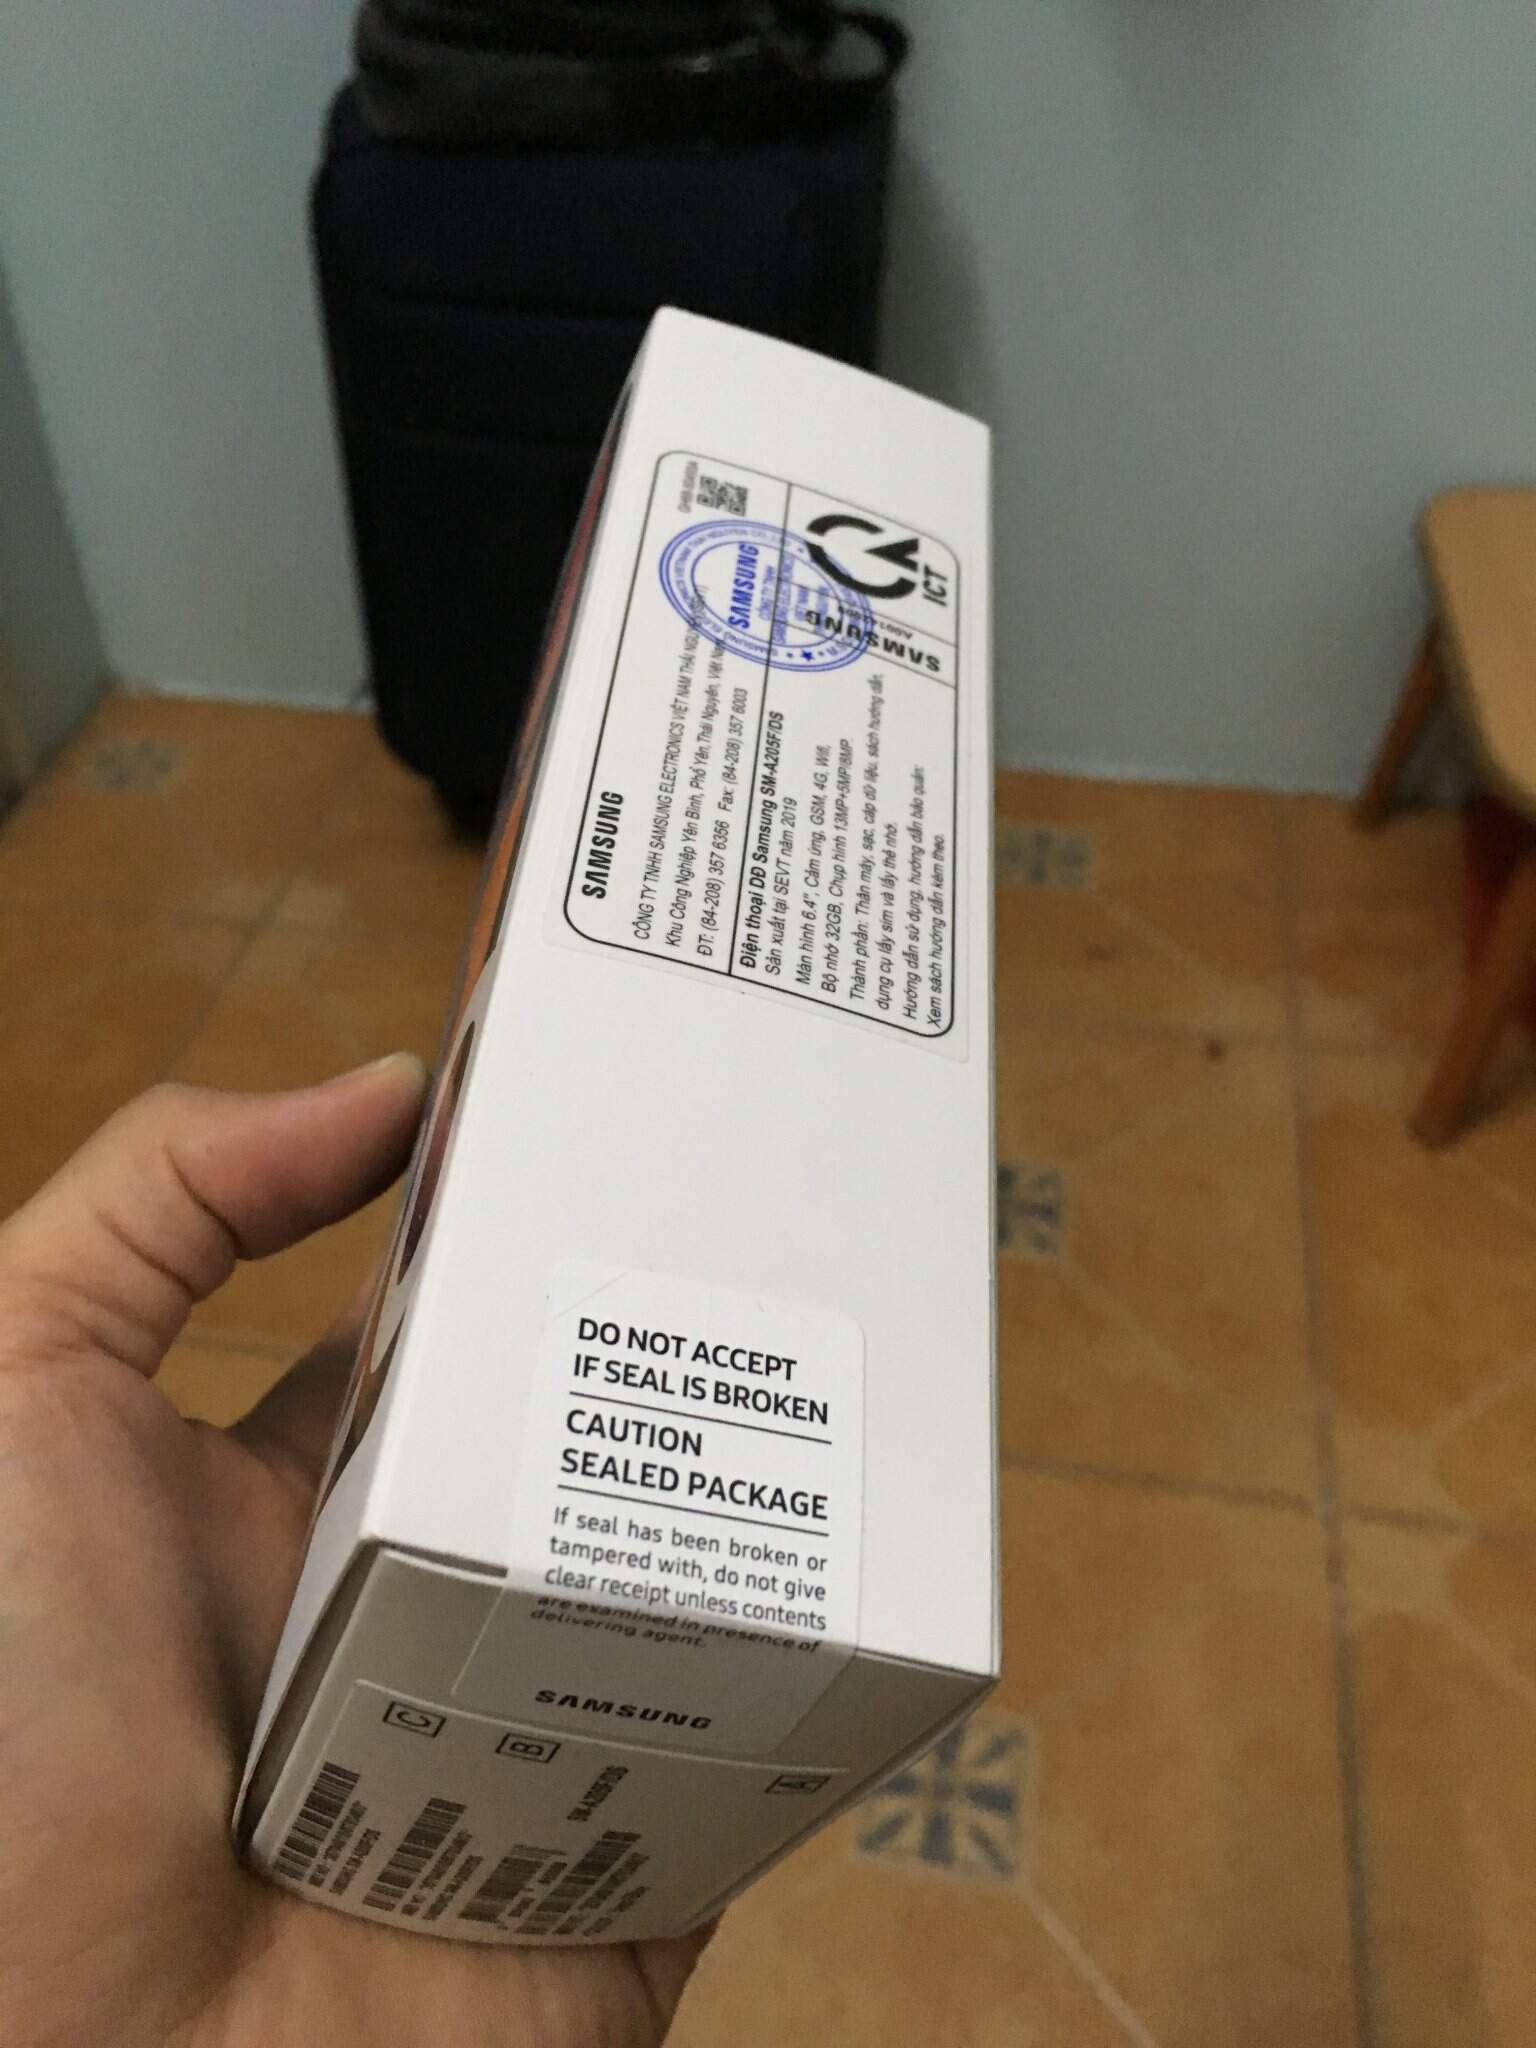 SAMSUNG
CÔNG TY TNHH SAMSUNG ELECTRONICS VIỆT NAM THÁI NGUYÊN
Khu Công Nghiệp Yên Bình, Phổ Yên, Thái Nguyên, Việt Nam
ĐT: (84-208) 357 6356 Fax: (84-208) 357 6003
Điện thoại DĐ Samsung SM-A205F/DS
Sản xuất tại SEVT năm 2019
Màn hình 6.4", Cảm ứng, GSM, 4G, Wifi,
Bộ nhớ 32GB, Chụp hình 13MP+5MP/8MP.
Thành phần: Thân máy, sạc, cáp dữ liệu, sách hướng dẫn,
dụng cụ lấy sim và lấy thẻ nhớ.
Hướng dẫn sử dụng, hướng dẫn bảo quản:
Xem sách hướng dẫn kèm theo.
SAMSUNG
CÔNG TY TNHH
ICT
SAMSUNG
DO NOT ACCEPT
IF SEAL IS BROKEN
CAUTION
SEALED PACKAGE
If seal has been broken or
tampered with, do not give
clear receipt unless contents
are examined in presence of
delivering agent.
SAMSUNG
C
B
A
SM-A205F/DS